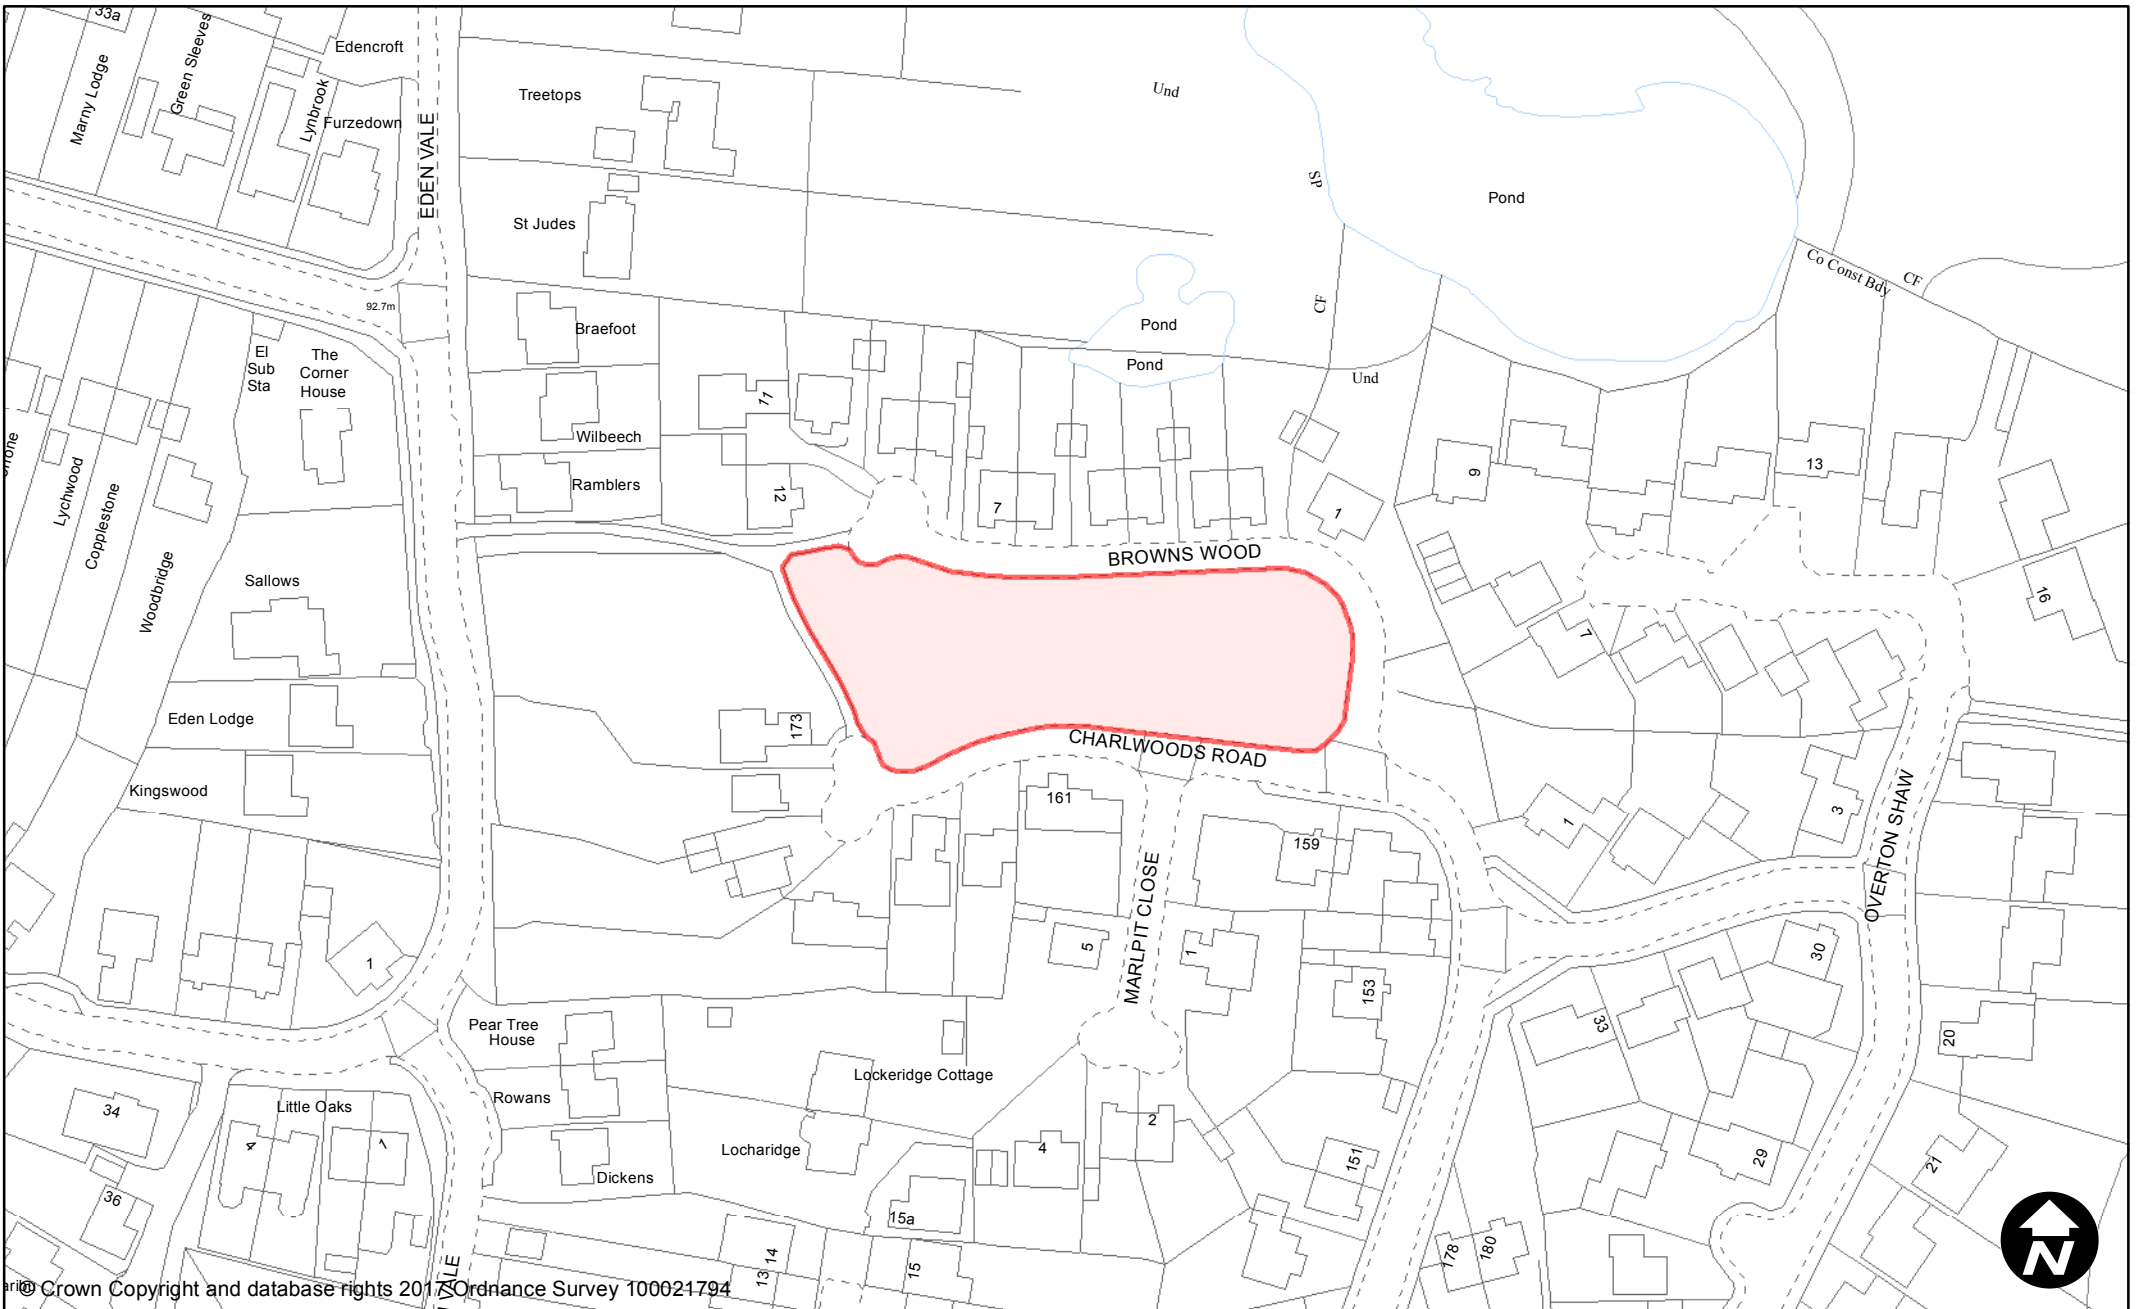 33a
Edencroft
Marny Lodge
Green Sleeves
Lynbrook
Furzedown
EDEN VALE
Treetops
Und
SP
Pond
St Judes
Co Const Bdy
CF
CF
92.7m
Braefoot
Pond
Pond
El
Sub
Sta
The
Corner
House
Und
11
Wilbeech
Ramblers
12
7
1
9
13
Lychwood
Copplestone
Woodbridge
BROWNS WOOD
Sallows
16
7
Eden Lodge
173
CHARLWOODS ROAD
Kingswood
161
159
1
3
OVERTON SHAW
MARLPIT CLOSE
5
1
153
30
1
33
20
Pear Tree
House
Lockeridge Cottage
Rowans
Little Oaks
34
4
1
2
4
Locharidge
Dickens
151
29
21
36
15a
14
13
15
178
180
N
© Crown Copyright and database rights 2017 Ordnance Survey 100021794